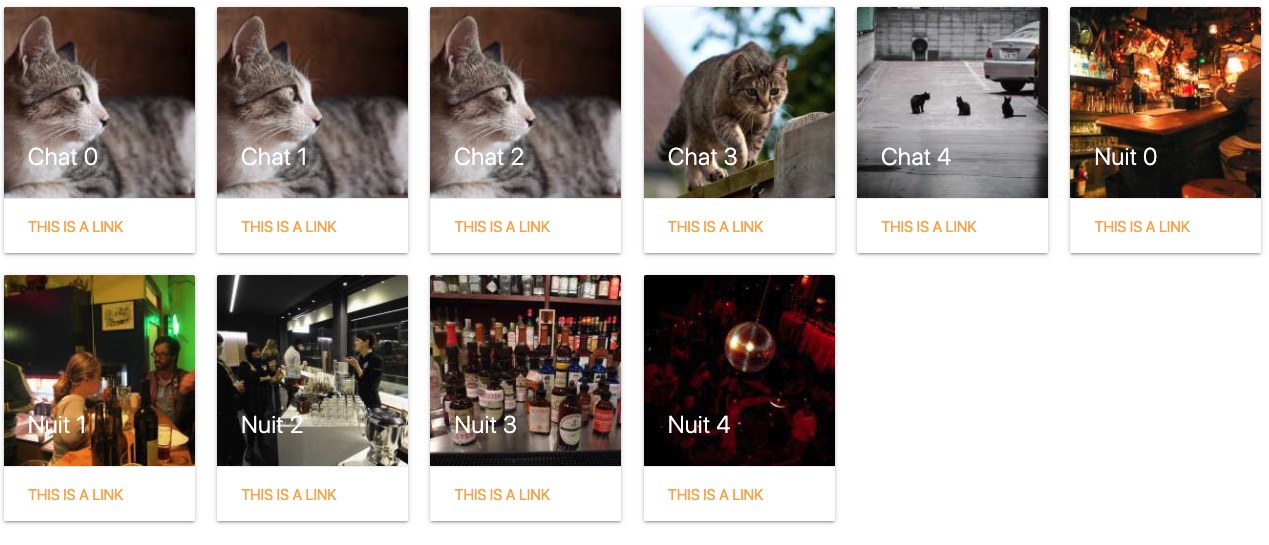 Chat 0
Chat 1
Chat 2
Chat 3
Chat 4
Nuit 0
THIS IS A LINK
THIS IS A LINK
THIS IS A LINK
THIS IS A LINK
THIS IS A LINK
THIS IS A LINK
Nuit 1
Nuit 2
Nuit 3
Nuit 4
THIS IS A LINK
THIS IS A LINK
THIS IS A LINK
THIS IS A LINK